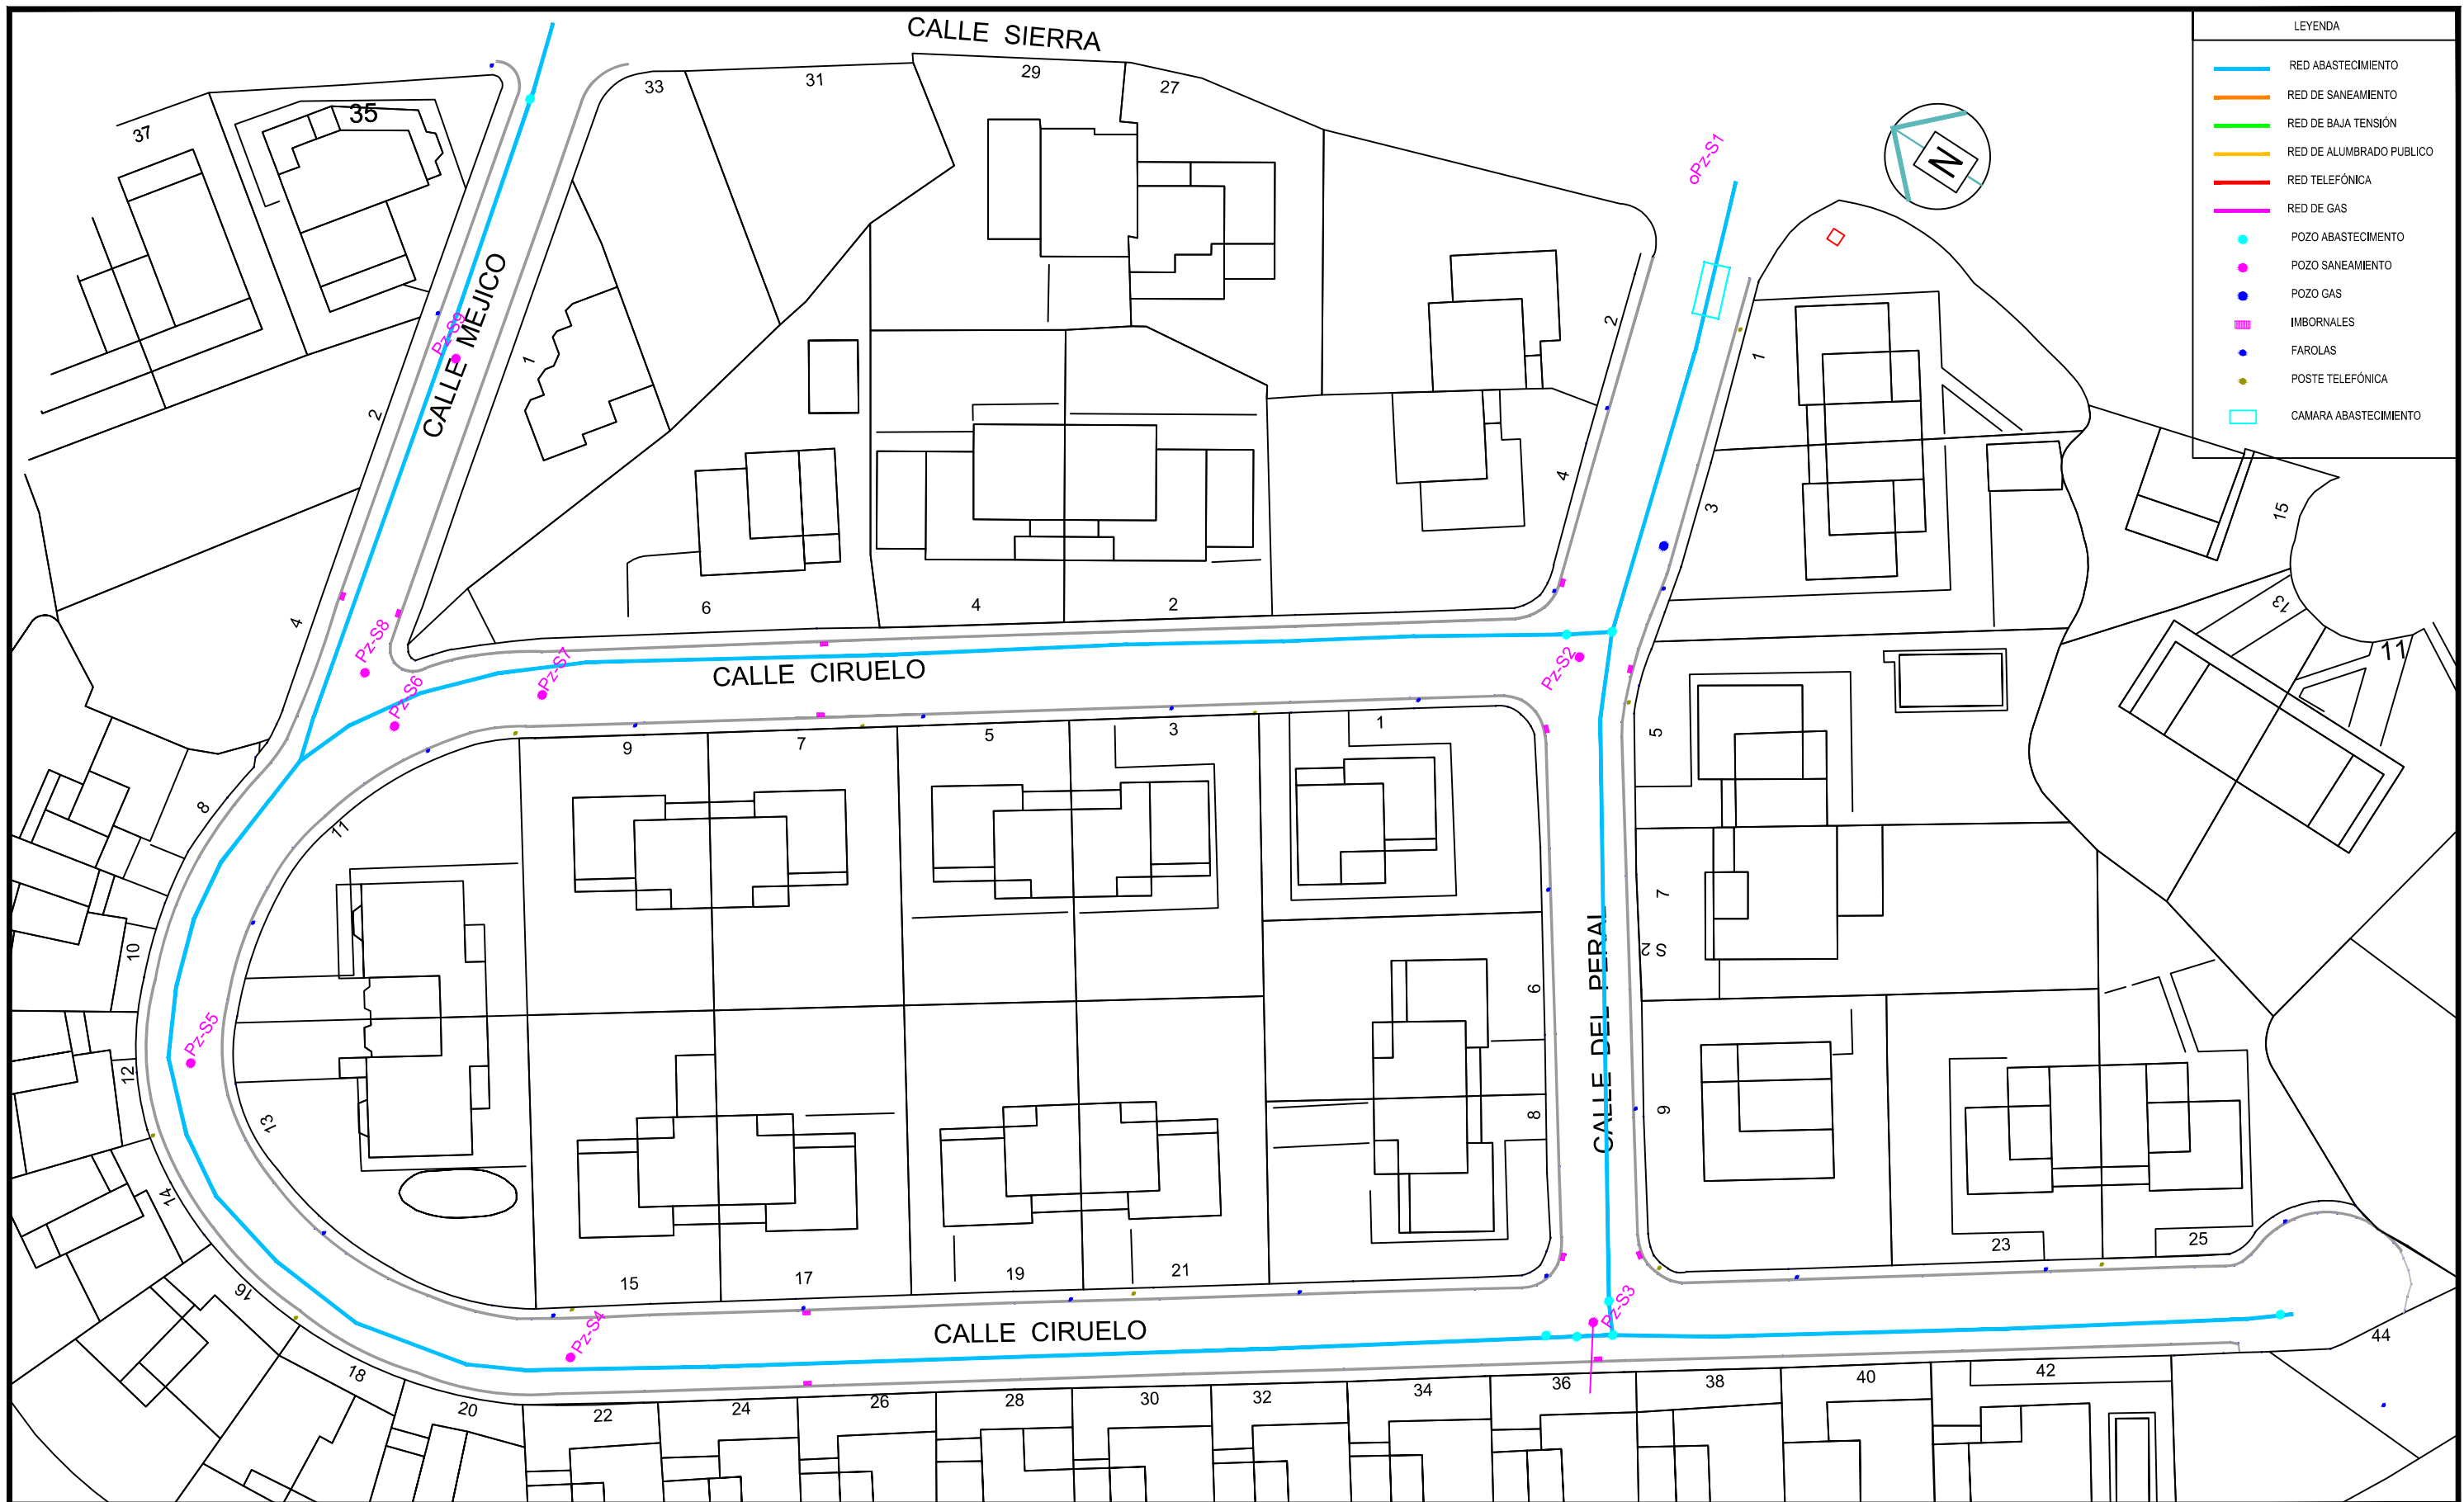 CALLE SIERRA
LEYENDA
RED ABASTECIMIENTO
RED DE SANEAMIENTO
RED DE BAJA TENSIÓN
RED DE ALUMBRADO PUBLICO
RED TELEFÓNICA
RED DE GAS
POZO ABASTECIMIENTO
POZO SANEAMIENTO
POZO GAS
IMBORNALES
FAROLAS
POSTE TELEFÓNICA
CAMARA ABASTECIMIENTO
N
37
35
33
31
29
27
oPz-S1
Pz-S9
CALLE MEJICO
1
2
2
1
4
3
15
13
11
4
6
4
2
Pz-S8
Pz-S6
Pz-S7
CALLE CIRUELO
Pz-S2
9
7
5
3
1
5
8
11
7
S 2
10
6
CALLE DEL PERAL
Pz-S5
12
13
8
9
14
16
15
17
19
21
23
25
Pz-S4
CALLE CIRUELO
Pz-S3
44
18
20
22
24
26
28
30
32
34
36
38
40
42